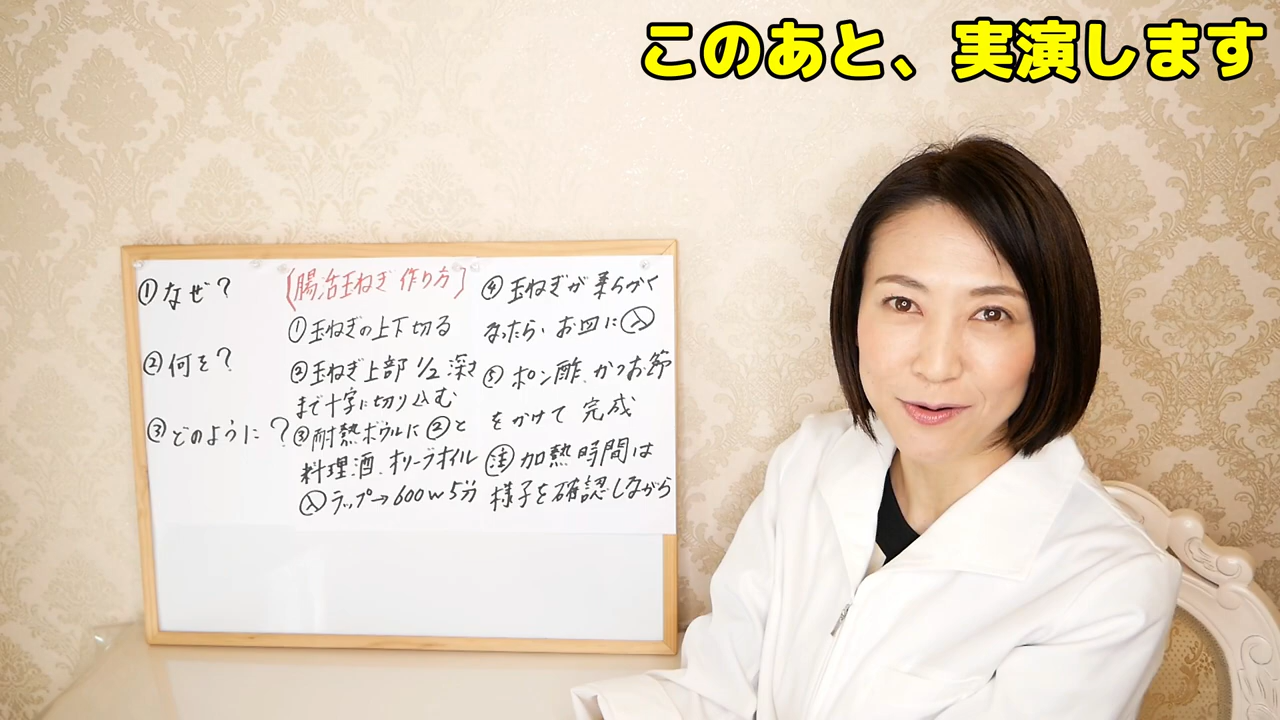 このあと、実演します
①なぜ?
②何を?
③どのように?
〔腸活玉ねぎ 作り方〕
①玉ねぎの上下切る
②玉ねぎ上部 1/2 深さ
まで十字に切り込む
③耐熱ボウルに②と
料理酒、オリーブオイル
㋑ラップ→600w5分
④玉ねぎが柔らかく
なったら、お皿に㋑
⑤ポン酢、かつお節
をかけて 完成
㊟加熱時間は
様子を確認しながら